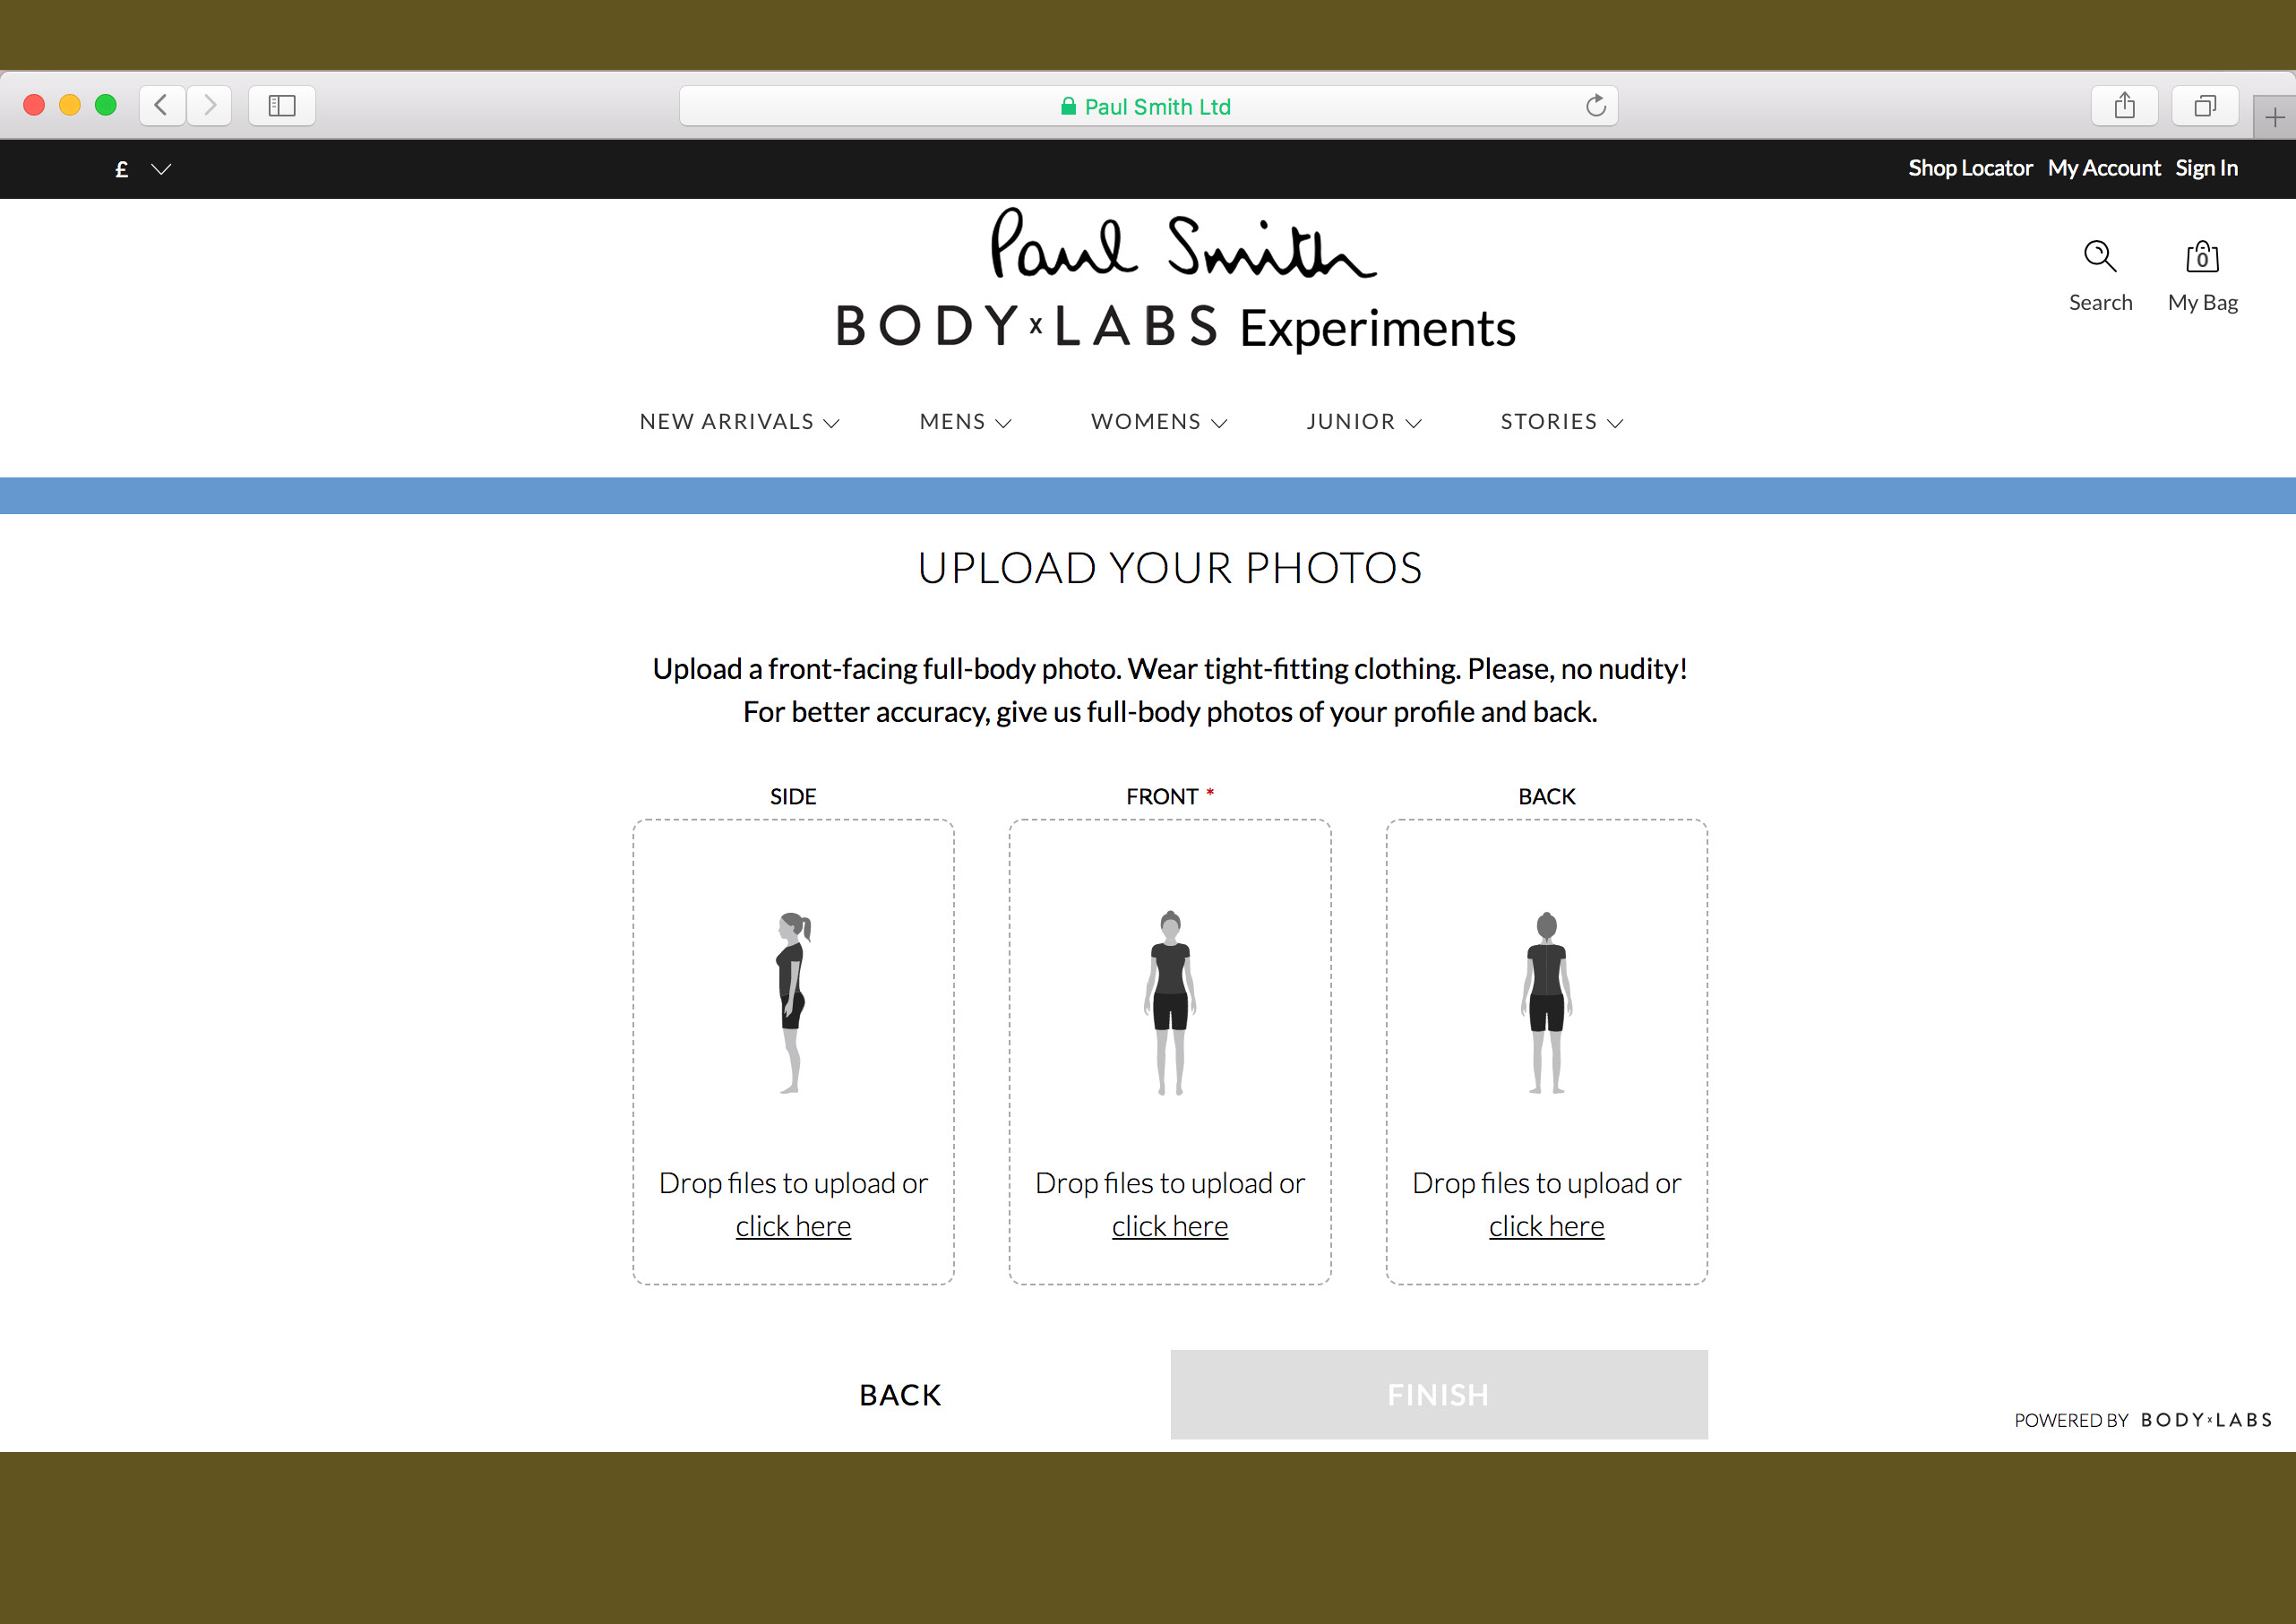 Paul Smith Ltd
£
Shop Locator My Account Sign In
Paul Smith
BODY x LABS Experiments
0
Search My Bag
NEW ARRIVALS MENS WOMENS JUNIOR STORIES
UPLOAD YOUR PHOTOS
Upload a front-facing full-body photo. Wear tight-fitting clothing. Please, no nudity!
For better accuracy, give us full-body photos of your profile and back.
SIDE FRONT * BACK
Drop files to upload or Drop files to upload or Drop files to upload or
click here click here click here
BACK FINISH
POWERED BY BODY x LABS